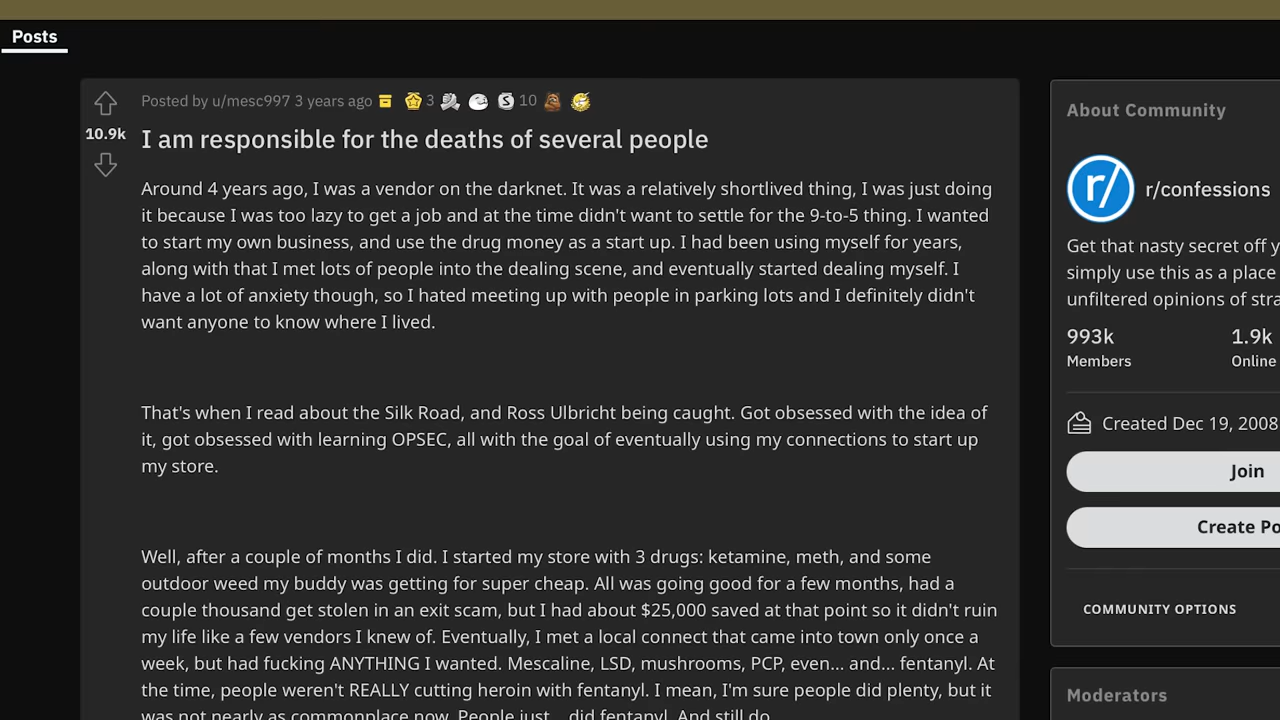 Posts
Posted by u/mesc997 3 years ago 3 10
10.9k
I am responsible for the deaths of several people
Around 4 years ago, I was a vendor on the darknet. It was a relatively shortlived thing, I was just doing
it because I was too lazy to get a job and at the time didn't want to settle for the 9-to-5 thing. I wanted
to start my own business, and use the drug money as a start up. I had been using myself for years,
along with that I met lots of people into the dealing scene, and eventually started dealing myself. I
have a lot of anxiety though, so I hated meeting up with people in parking lots and I definitely didn't
want anyone to know where I lived.
That's when I read about the Silk Road, and Ross Ulbricht being caught. Got obsessed with the idea of
it, got obsessed with learning OPSEC, all with the goal of eventually using my connections to start up
my store.
Well, after a couple of months I did. I started my store with 3 drugs: ketamine, meth, and some
outdoor weed my buddy was getting for super cheap. All was going good for a few months, had a
couple thousand get stolen in an exit scam, but I had about $25,000 saved at that point so it didn't ruin
my life like a few vendors I knew of. Eventually, I met a local connect that came into town only once a
week, but had fucking ANYTHING I wanted. Mescaline, LSD, mushrooms, PCP, even... and... fentanyl. At
the time, people weren't REALLY cutting heroin with fentanyl. I mean, I'm sure people did plenty, but it
was not nearly as commonplace now. People just... did fentanyl. And still do.
About Community
r/
r/confessions
Get that nasty secret off y
simply use this as a place
unfiltered opinions of stra
993k 1.9k
Members Online
Created Dec 19, 2008
Join
Create Po
COMMUNITY OPTIONS
Moderators